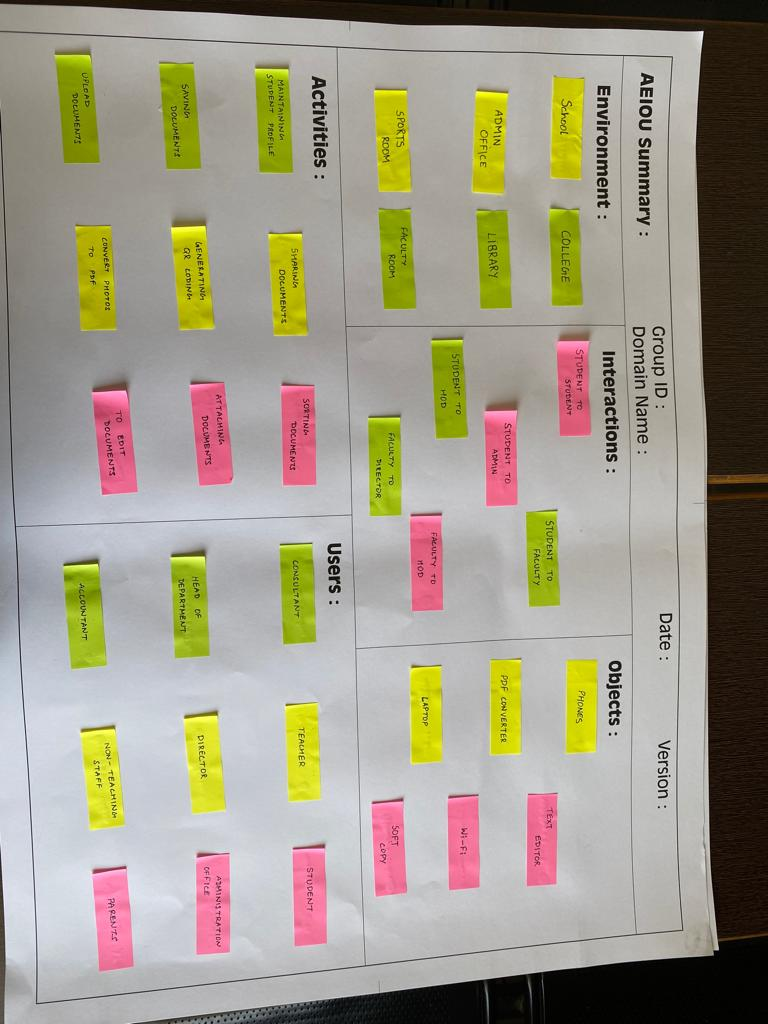 AEIOU Summary :
Group ID :
Domain Name :
Date :
Version :
Environment :
School
COLLEGE
ADMIN
OFFICE
LIBRARY
SPORTS
ROOM
FACULTY
ROOM
Interactions :
STUDENT TO
STUDENT
STUDENT TO
FACULTY
STUDENT TO
ADMIN
STUDENT TO
HOD
FACULTY TO
HOD
FACULTY TO
DIRECTOR
Objects :
PHONES
TEXT
EDITOR
PDF CONVERTER
Wi-Fi
LAPTOP
SOFT
COPY
Activities :
MAINTAINING
STUDENT PROFILE
SHARING
DOCUMENTS
SORTING
DOCUMENTS
SAVING
DOCUMENTS
GENERATING
QR CODING
ATTACHING
DOCUMENTS
UPLOAD
DOCUMENTS
CONVERT PHOTOS
TO PDF
TO EDIT
DOCUMENTS
Users :
CONSULTANT
TEACHER
STUDENT
HEAD OF
DEPARTMENT
DIRECTOR
ADMINISTRATION
OFFICE
ACCOUNTANT
NON-TEACHING
STAFF
PARENTS